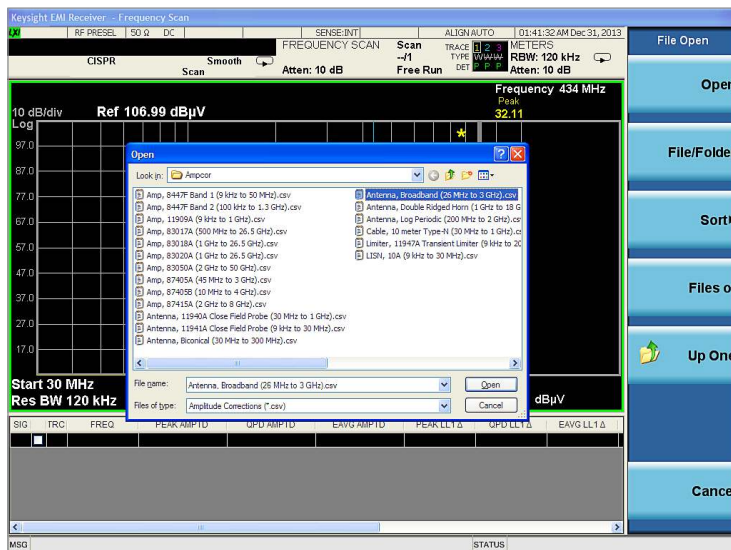 Keysight EMI Receiver - Frequency Scan
LXI RF PRESEL 50 Ω DC SENSE:INT ALIGN AUTO 01:41:32 AM Dec 31, 2013
FREQUENCY SCAN Scan TRACE 1 2 3 METERS
CISPR Smooth --/1 TYPE WWW RBW: 120 kHz
Scan Atten: 10 dB Free Run DET P P P Atten: 10 dB
Frequency 434 MHz
Peak
10 dB/div Ref 106.99 dBµV 32.11
Log
97.0
87.0
77.0
67.0
57.0
47.0
37.0
27.0
17.0
Open
Look in: Ampcor
Amp, 8447F Band 1 (9 kHz to 50 MHz).csv
Amp, 8447F Band 2 (100 kHz to 1.3 GHz).csv
Amp, 11909A (9 kHz to 1 GHz).csv
Amp, 83017A (500 MHz to 26.5 GHz).csv
Amp, 83018A (1 GHz to 26.5 GHz).csv
Amp, 83020A (1 GHz to 26.5 GHz).csv
Amp, 83050A (2 GHz to 50 GHz).csv
Amp, 87405A (45 MHz to 3 GHz).csv
Amp, 87405B (10 MHz to 4 GHz).csv
Amp, 87415A (2 GHz to 8 GHz).csv
Antenna, 11940A Close Field Probe (30 MHz to 1 GHz).csv
Antenna, 11941A Close Field Probe (9 kHz to 30 MHz).csv
Antenna, Biconical (30 MHz to 300 MHz).csv
Antenna, Broadband (26 MHz to 3 GHz).csv
Antenna, Double Ridged Horn (1 GHz to 18 G
Antenna, Log Periodic (200 MHz to 2 GHz).cs
Cable, 10 meter Type-N (30 MHz to 1 GHz).cs
Limiter, 11947A Transient Limiter (9 kHz to 20
LISN, 10A (9 kHz to 30 MHz).csv
File name: Antenna, Broadband (26 MHz to 3 GHz).csv Open
Files of type: Amplitude Corrections (*.csv) Cancel
Start 30 MHz
Res BW 120 kHz dBµV
SIG TRC FREQ PEAK AMPTD QPD AMPTD EAVG AMPTD PEAK LL1 Δ QPD LL1 Δ EAVG LL1 Δ
MSG STATUS
File Open
Open
File/Folde
Sort
Files o
Up One
Cance